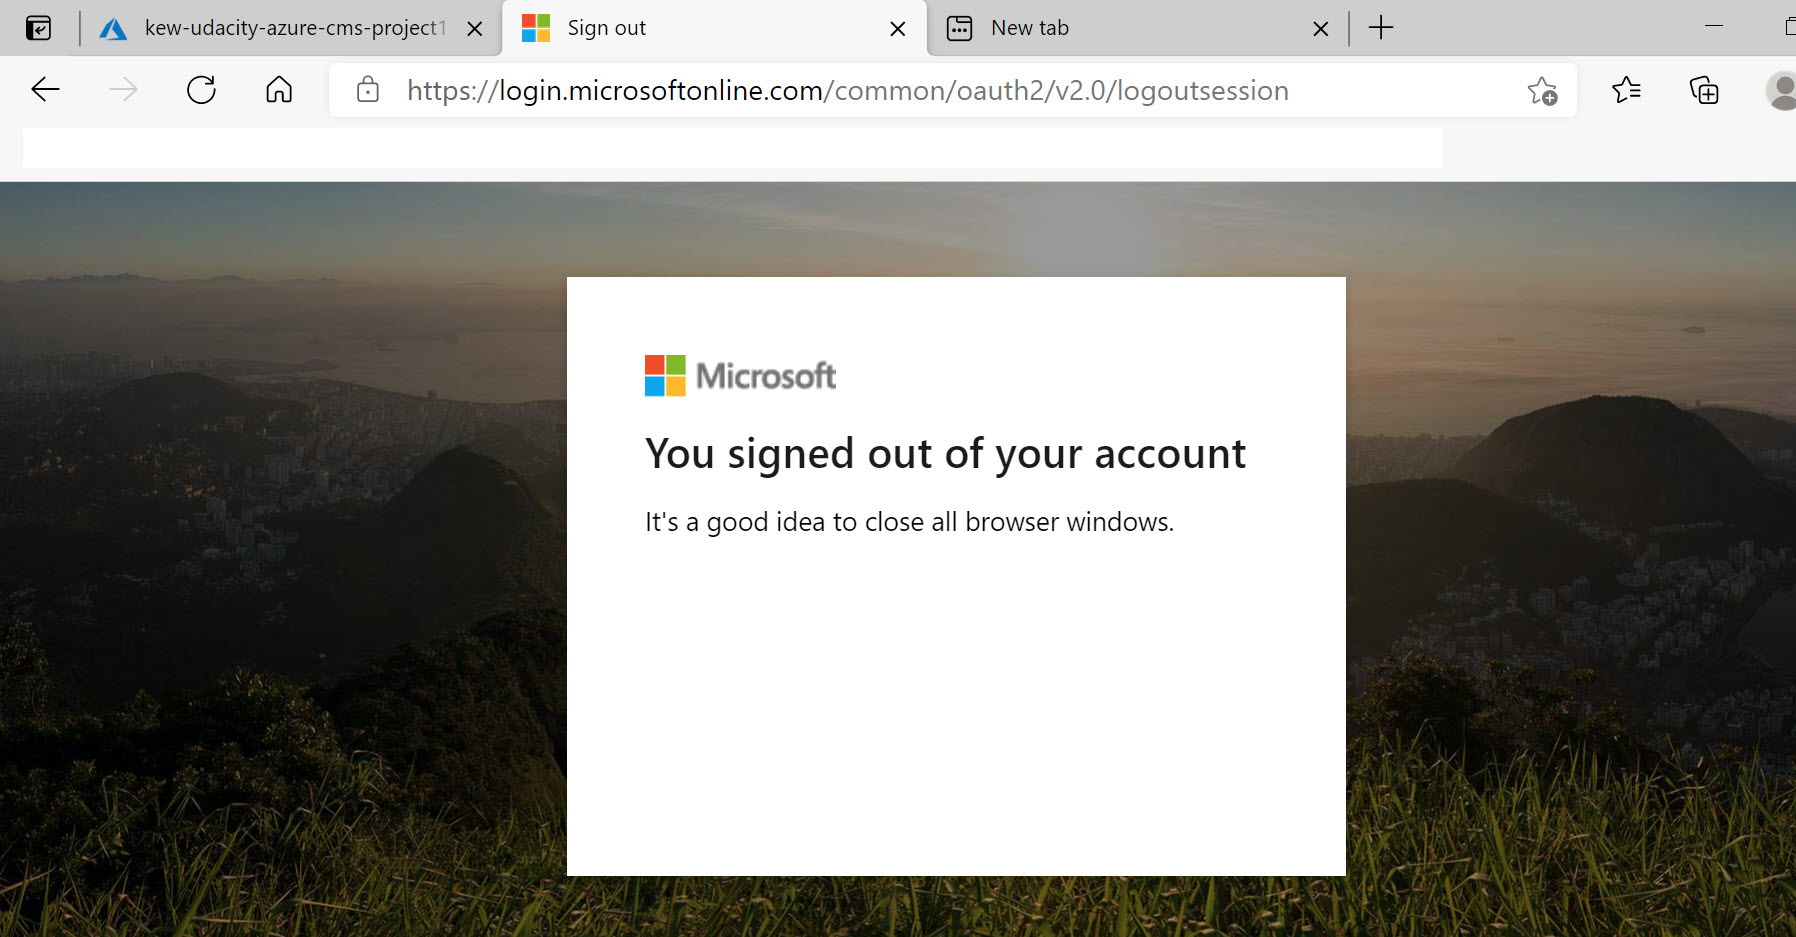 kew-udacity-azure-cms-project1
Sign out
New tab
https://login.microsoftonline.com/common/oauth2/v2.0/logoutsession
Microsoft
You signed out of your account
It's a good idea to close all browser windows.